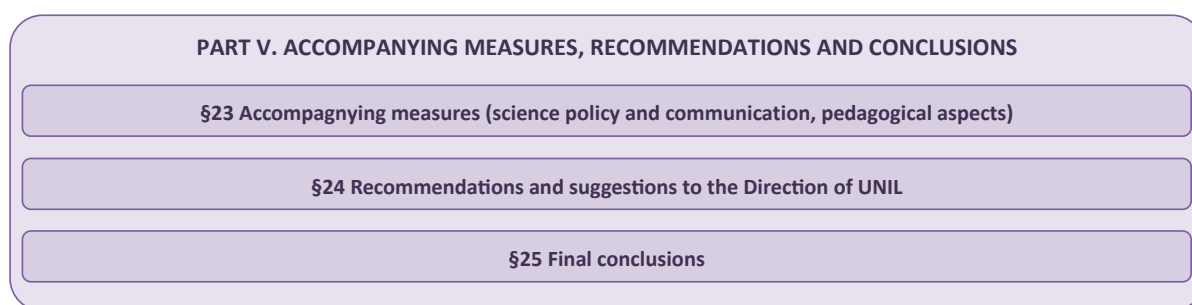 PART V. ACCOMPANYING MEASURES, RECOMMENDATIONS AND CONCLUSIONS
§23 Accompagnying measures (science policy and communication, pedagogical aspects)
§24 Recommendations and suggestions to the Direction of UNIL
§25 Final conclusions